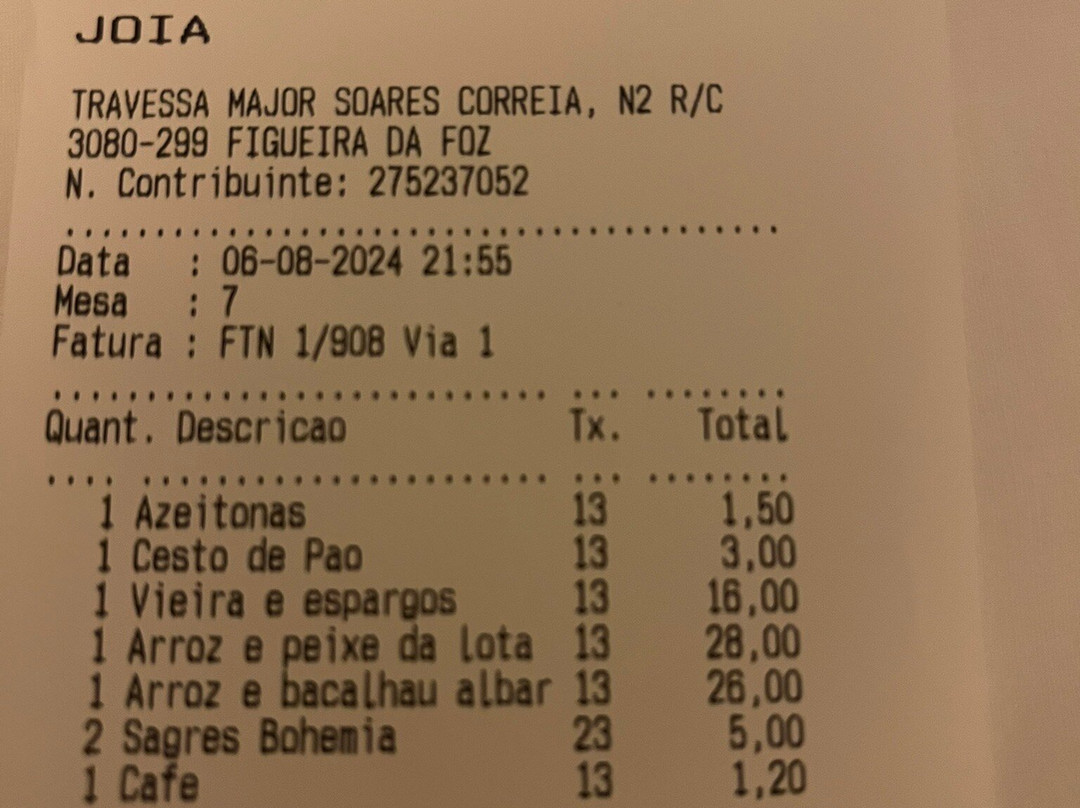 JOIA
TRAVESSA MAJOR SOARES CORREIA, N2 R/C
3080-299 FIGUEIRA DA FOZ
N. Contribuinte: 275237052
Data : 06-08-2024 21:55
Mesa : 7
Fatura : FTN 1/908 Via 1
Quant. Descricao Tx. Total
1 Azeitonas 13 1,50
1 Cesto de Pao 13 3,00
1 Vieira e espargos 13 16,00
1 Arroz e peixe da lota 13 28,00
1 Arroz e bacalhau albar 13 26,00
2 Sagres Bohemia 23 5,00
1 Cafe 13 1,20